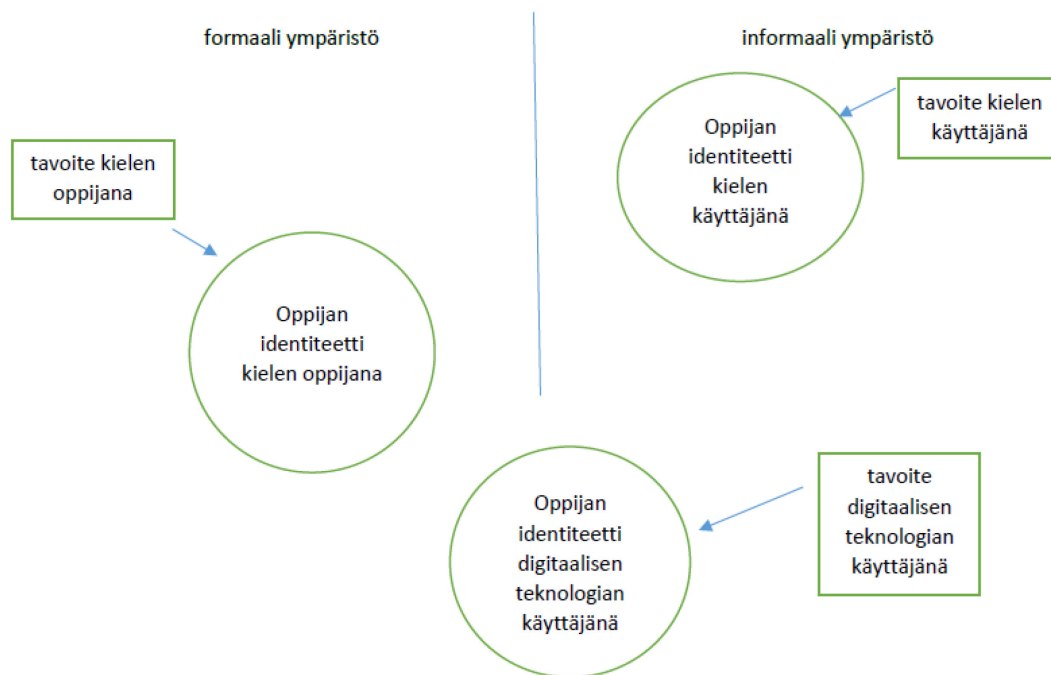 formaali ympäristö
informaali ympäristö
tavoite kielen
käyttäjänä
Oppijan
identiteetti
kielen
käyttäjänä
tavoite kielen
oppijana
Oppijan
identiteetti
kielen oppijana
Oppijan
identiteetti
digitaalisen
teknologian
käyttäjänä
tavoite
digitaalisen
teknologian
käyttäjänä